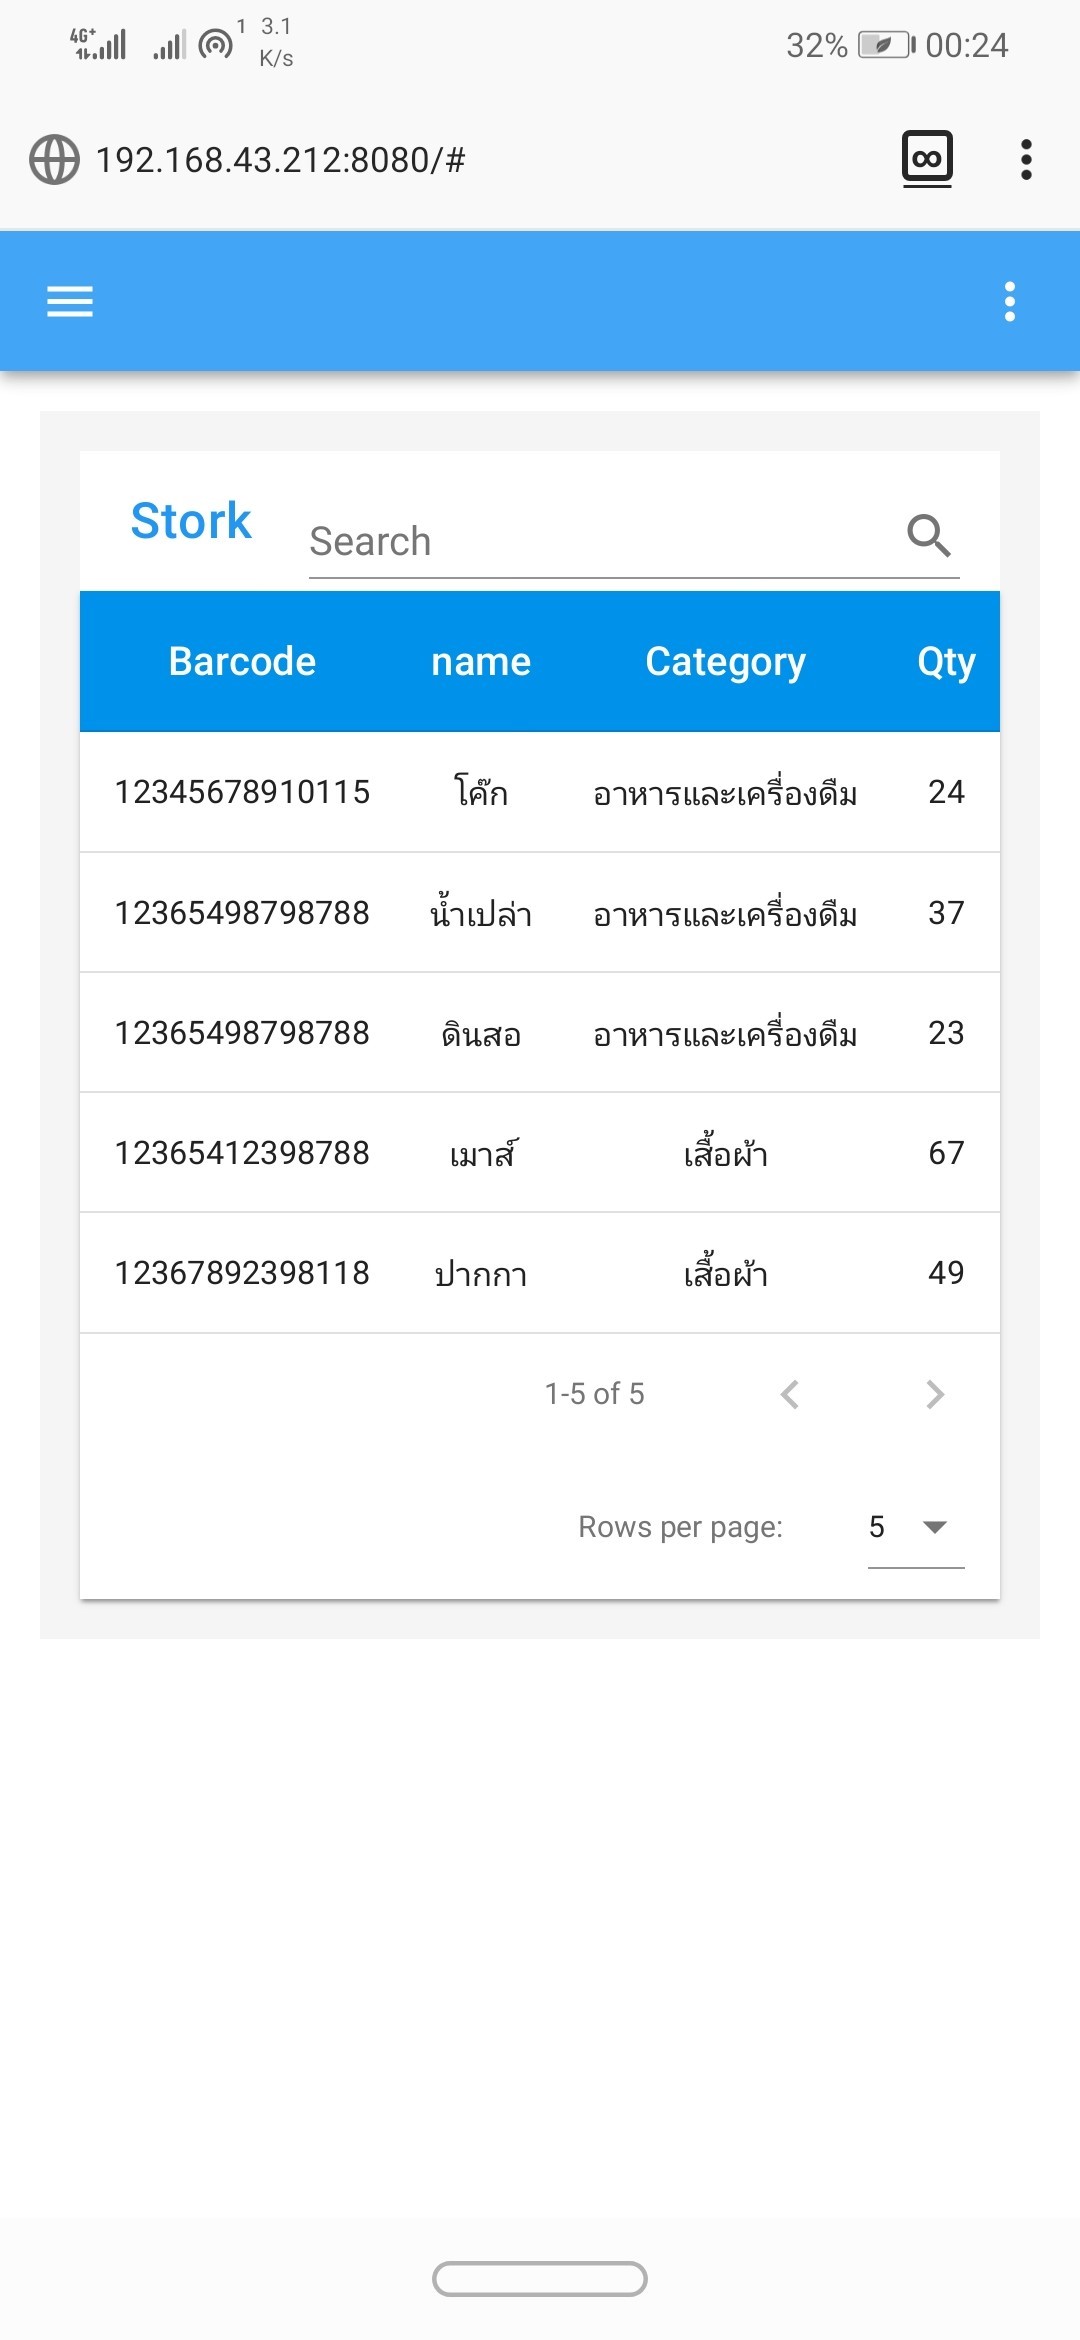 4G+ 1 3.1 K/s 32% 00:24
192.168.43.212:8080/#
Stork Search
Barcode name Category Qty
12345678910115 โค๊ก อาหารและเครื่องดืม 24
12365498798788 น้ำเปล่า อาหารและเครื่องดืม 37
12365498798788 ดินสอ อาหารและเครื่องดืม 23
12365412398788 เมาส์ เสื้อผ้า 67
12367892398118 ปากกา เสื้อผ้า 49
1-5 of 5
Rows per page: 5